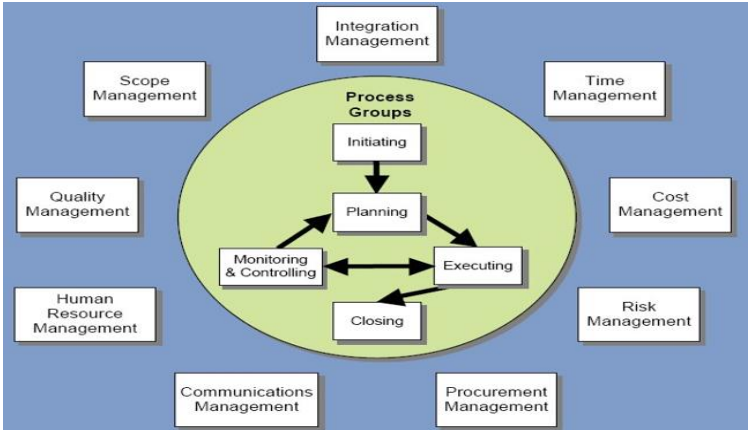 Integration
Management
Scope
Management
Time
Management
Process
Groups
Initiating
Quality
Management
Planning
Cost
Management
Monitoring
& Controlling
Executing
Human
Resource
Management
Closing
Risk
Management
Communications
Management
Procurement
Management